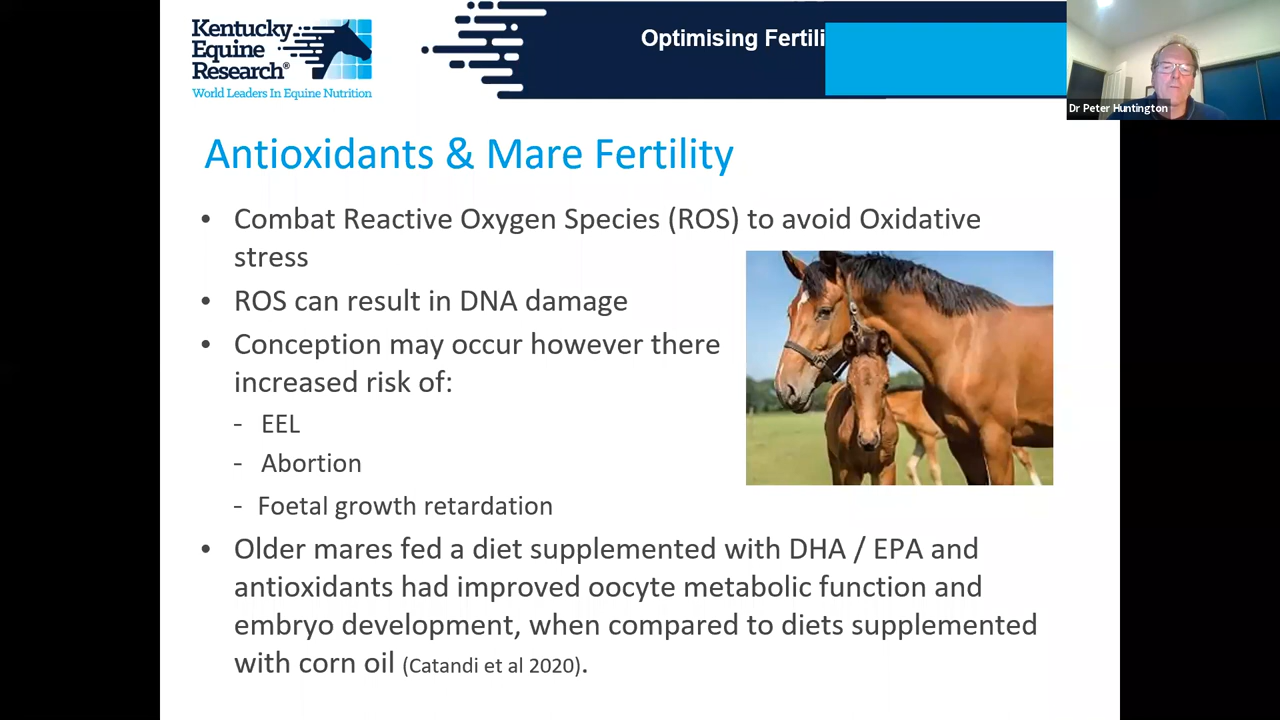 Kentucky
Equine
Research®
World Leaders In Equine Nutrition
Optimising Fertili
Dr Peter Huntington
Antioxidants & Mare Fertility
• Combat Reactive Oxygen Species (ROS) to avoid Oxidative
stress
• ROS can result in DNA damage
• Conception may occur however there
increased risk of:
- EEL
- Abortion
- Foetal growth retardation
• Older mares fed a diet supplemented with DHA / EPA and
antioxidants had improved oocyte metabolic function and
embryo development, when compared to diets supplemented
with corn oil (Catandi et al 2020).